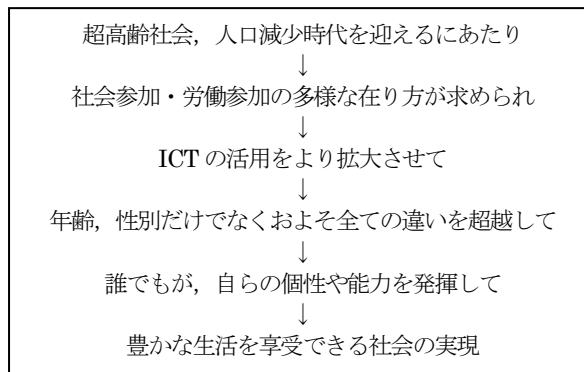 超高齢社会，人口減少時代を迎えるにあたり
↓
社会参加・労働参加の多様な在り方が求められ
↓
ICT の活用をより拡大させて
↓
年齢，性別だけでなくおよそ全ての違いを超越して
↓
誰でもが，自らの個性や能力を発揮して
↓
豊かな生活を享受できる社会の実現